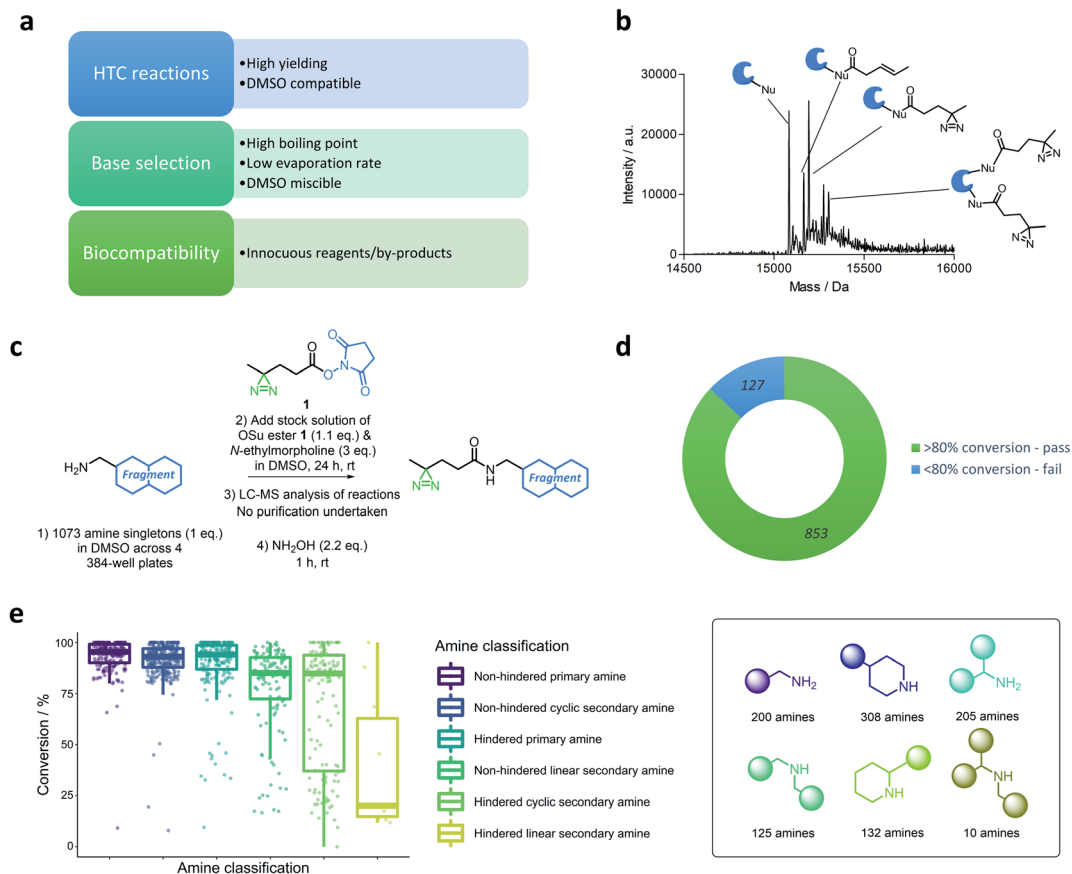 a
HTC reactions
•High yielding
•DMSO compatible
Base selection
•High boiling point
•Low evaporation rate
•DMSO miscible
Biocompatibility
•Innocuous reagents/by-products
b
Intensity / a.u.
30000
20000
10000
0
14500
15000
15500
16000
Mass / Da
Nu
O
Nu
O
Nu
N=N
O
Nu
N=N
Nu
O
N=N
c
O
O
N
O
O
N=N
1
2) Add stock solution of
OSu ester 1 (1.1 eq.) &
N-ethylmorpholine (3 eq.)
in DMSO, 24 h, rt
3) LC-MS analysis of reactions
No purification undertaken
4) NH2OH (2.2 eq.)
1 h, rt
H2N
Fragment
1) 1073 amine singletons (1 eq.)
in DMSO across 4
384-well plates
O
N=N
N
H
Fragment
d
127
853
>80% conversion - pass
<80% conversion - fail
e
Conversion / %
100
75
50
25
0
Amine classification
Amine classification
Non-hindered primary amine
Non-hindered cyclic secondary amine
Hindered primary amine
Non-hindered linear secondary amine
Hindered cyclic secondary amine
Hindered linear secondary amine
NH2
200 amines
NH
308 amines
NH2
205 amines
NH
125 amines
NH
132 amines
NH
10 amines